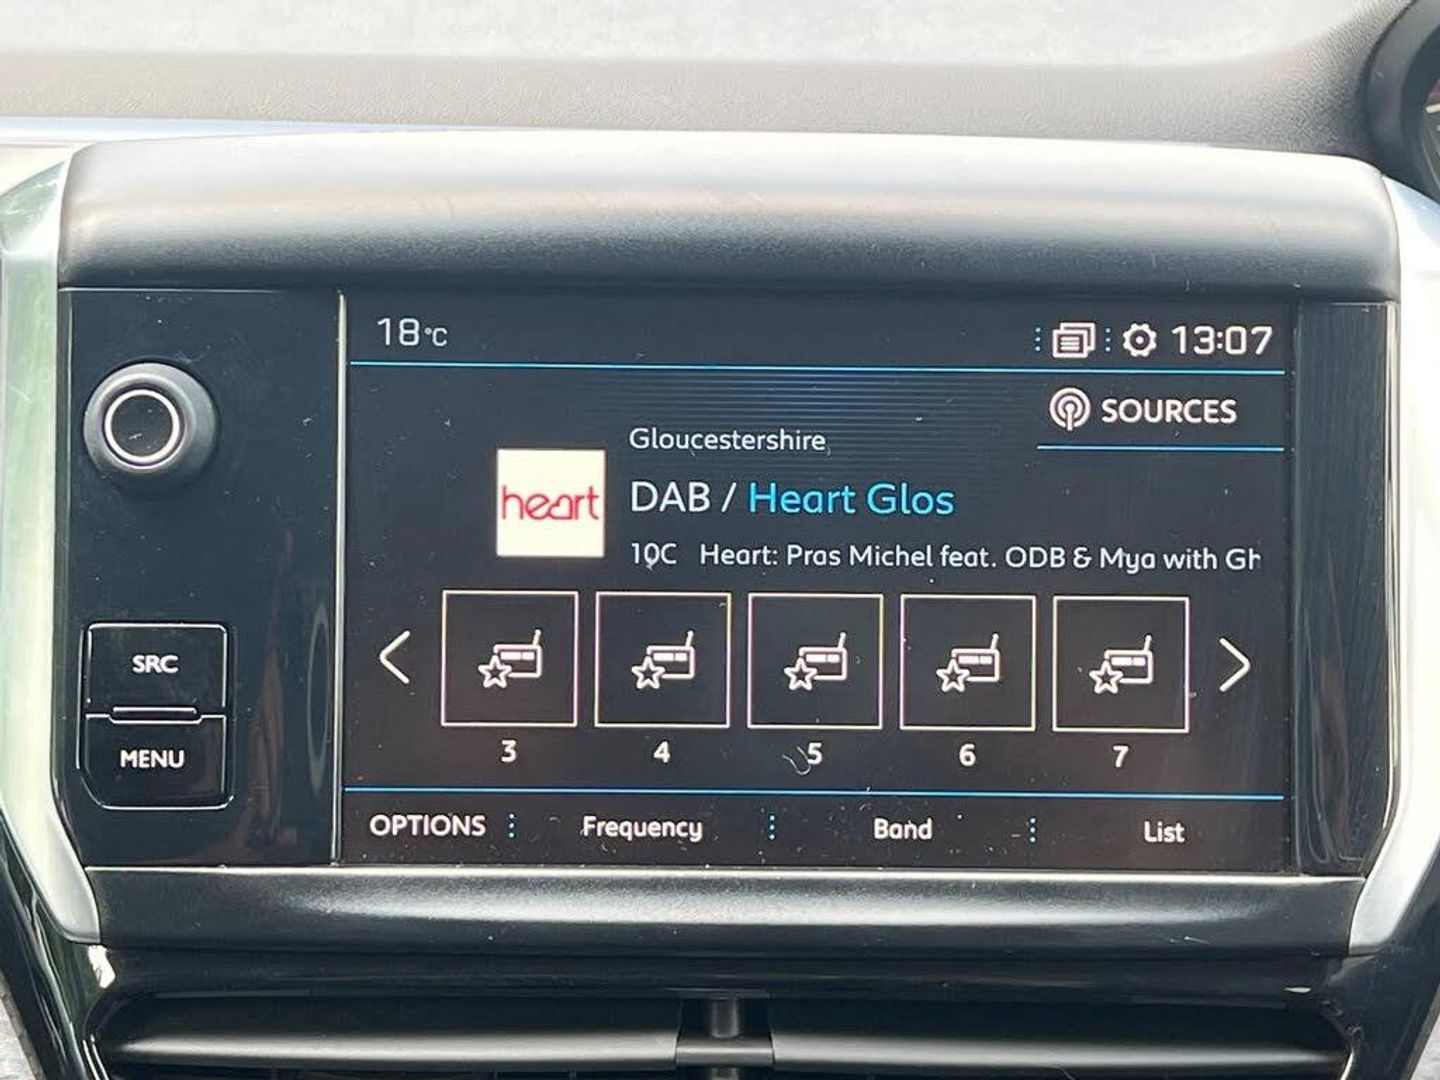 18°C
13:07
SOURCES
Gloucestershire
heart
DAB / Heart Glos
10C Heart: Pras Michel feat. ODB & Mya with Gh
SRC
MENU
3 4 5 6 7
OPTIONS Frequency Band List